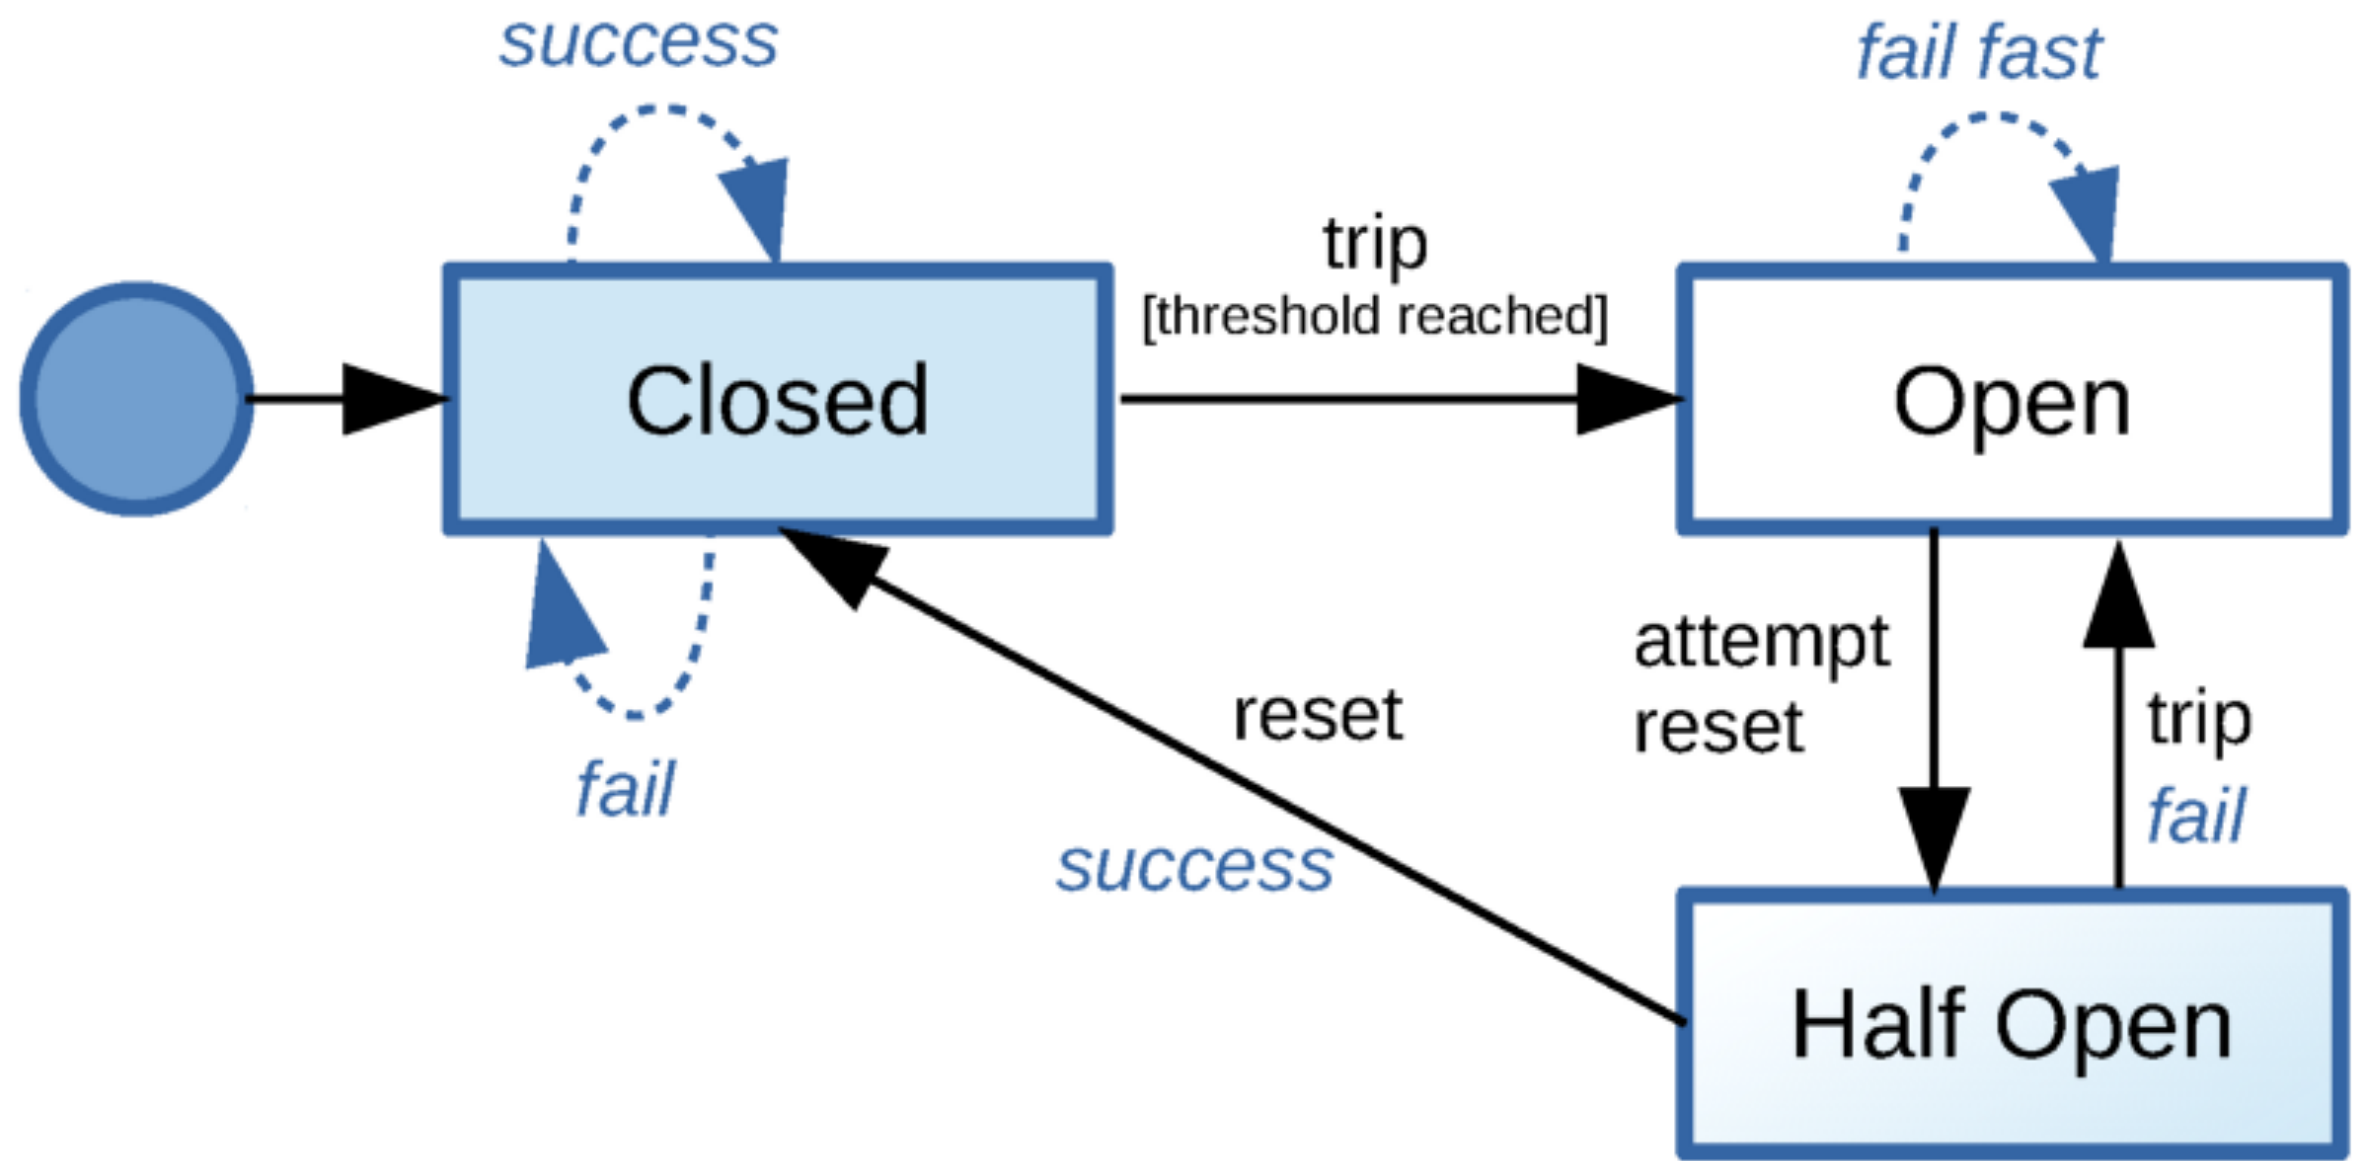 success
fail fast
trip
[threshold reached]
Closed
Open
attempt
reset
reset
trip
fail
fail
success
Half Open